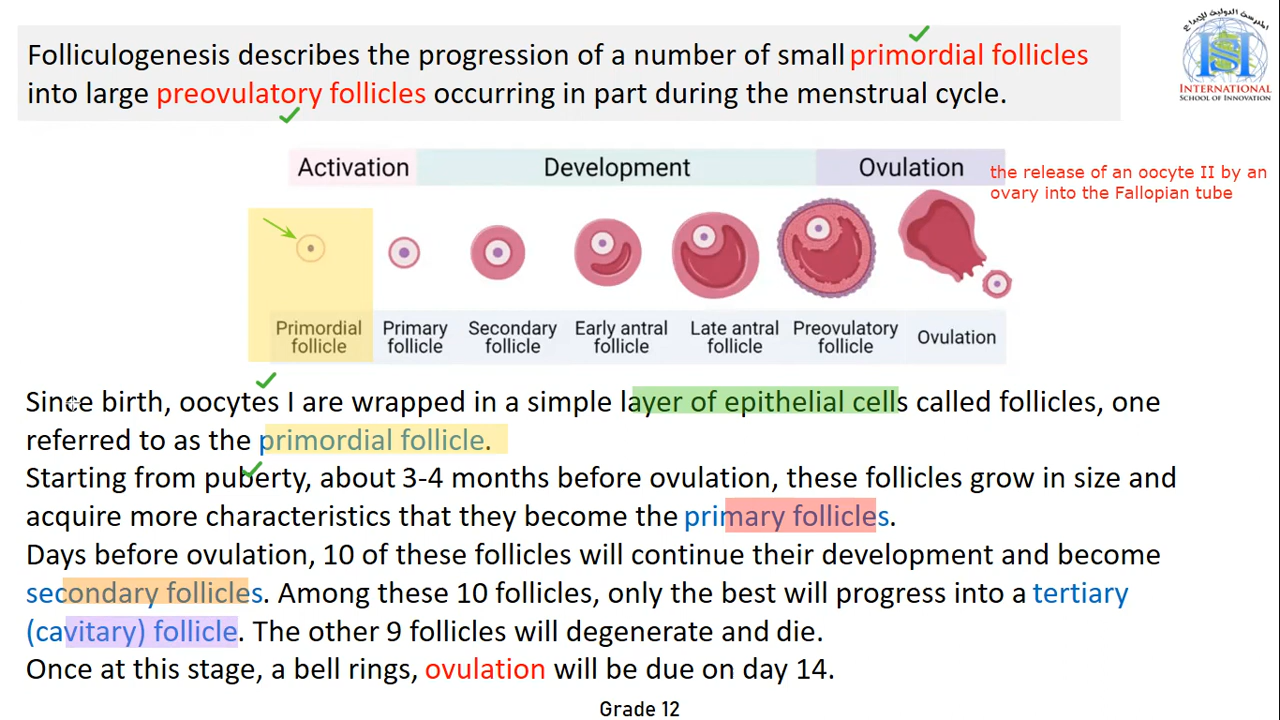 Folliculogenesis describes the progression of a number of small primordial follicles
into large preovulatory follicles occurring in part during the menstrual cycle.
INTERNATIONAL
SCHOOL OF INNOVATION
Activation Development Ovulation
the release of an oocyte II by an
ovary into the Fallopian tube
Primordial follicle
Primary follicle
Secondary follicle
Early antral follicle
Late antral follicle
Preovulatory follicle
Ovulation
Since birth, oocytes I are wrapped in a simple layer of epithelial cells called follicles, one
referred to as the primordial follicle.
Starting from puberty, about 3-4 months before ovulation, these follicles grow in size and
acquire more characteristics that they become the primary follicles.
Days before ovulation, 10 of these follicles will continue their development and become
secondary follicles. Among these 10 follicles, only the best will progress into a tertiary
(cavitary) follicle. The other 9 follicles will degenerate and die.
Once at this stage, a bell rings, ovulation will be due on day 14.
Grade 12